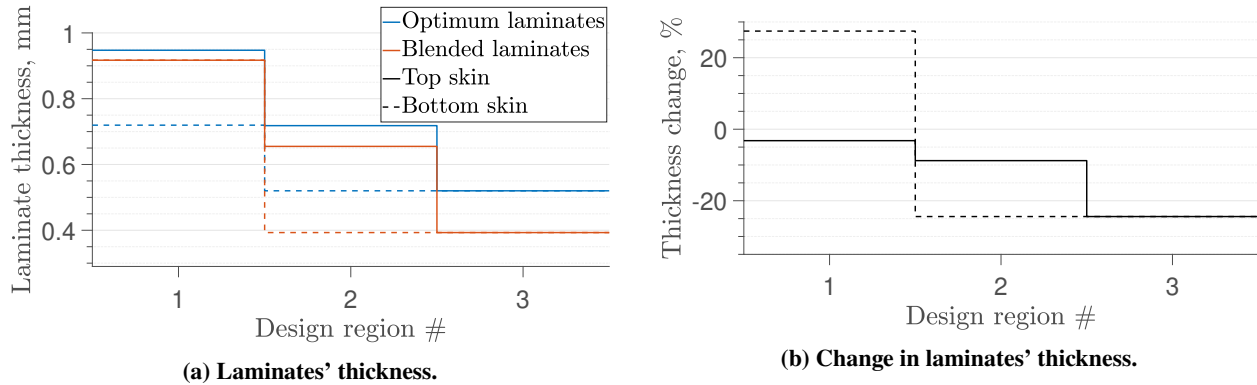 Laminate thickness, mm
1
0.8
0.6
0.4
1 2 3
Design region #
Optimum laminates
Blended laminates
Top skin
Bottom skin
(a) Laminates' thickness.
Thickness change, %
20
0
-20
1 2 3
Design region #
(b) Change in laminates' thickness.